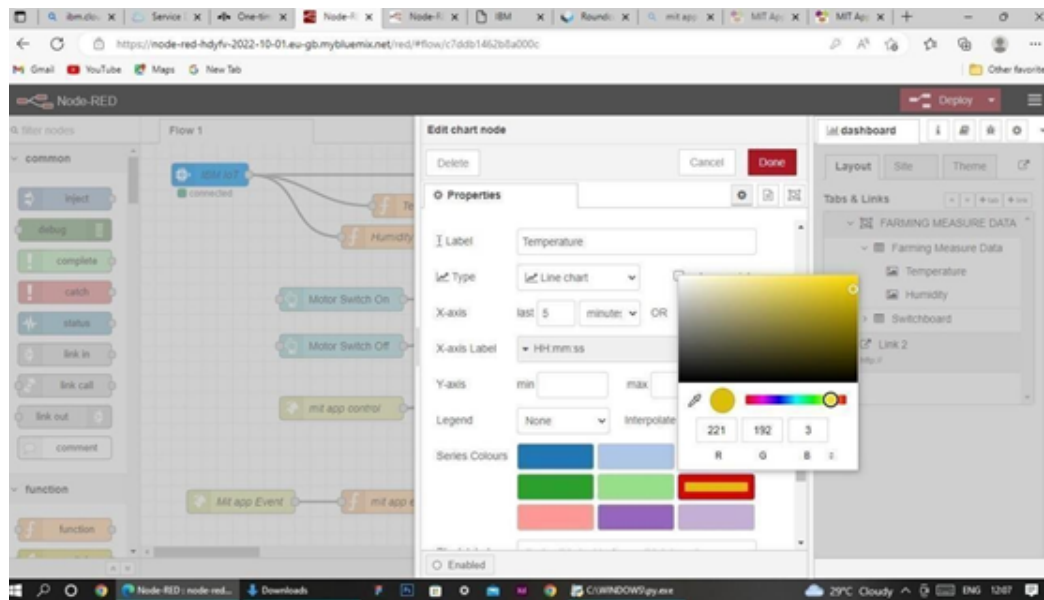 ibm.clou
Service
One-tim
Node-R
Node-R
IBM
Roundi
mit app
MIT Ap
MIT Ap
https://node-red-hdyfv-2022-10-01.eu-gb.mybluemix.net/red/#flow/c7ddb1462b8a000c
Gmail
YouTube
Maps
New Tab
Other favorite
Node-RED
Deploy
filter nodes
Flow 1
Edit chart node
dashboard
common
Delete
Cancel
Done
Layout
Site
Theme
IBM IoT
connected
inject
Properties
Tabs & Links
tab
link
Te
FARMING MEASURE DATA
debug
Humidity
Label
Temperature
Farming Measure Data
complete
Type
Line chart
Temperature
catch
Motor Switch On
X-axis
last 5
minutes
OR
Humidity
status
Switchboard
link in
Motor Switch Off
X-axis Label
HH:mm:ss
Link 2
http://
link call
Y-axis
min
max
link out
mit app control
Legend
None
Interpolate
221
192
3
R
G
B
comment
Series Colours
function
Mit app Event
mit app e
function
Enabled
Node-RED : node-red...
Downloads
C:\WINDOWS\py.exe
29°C Cloudy
ENG
12:07